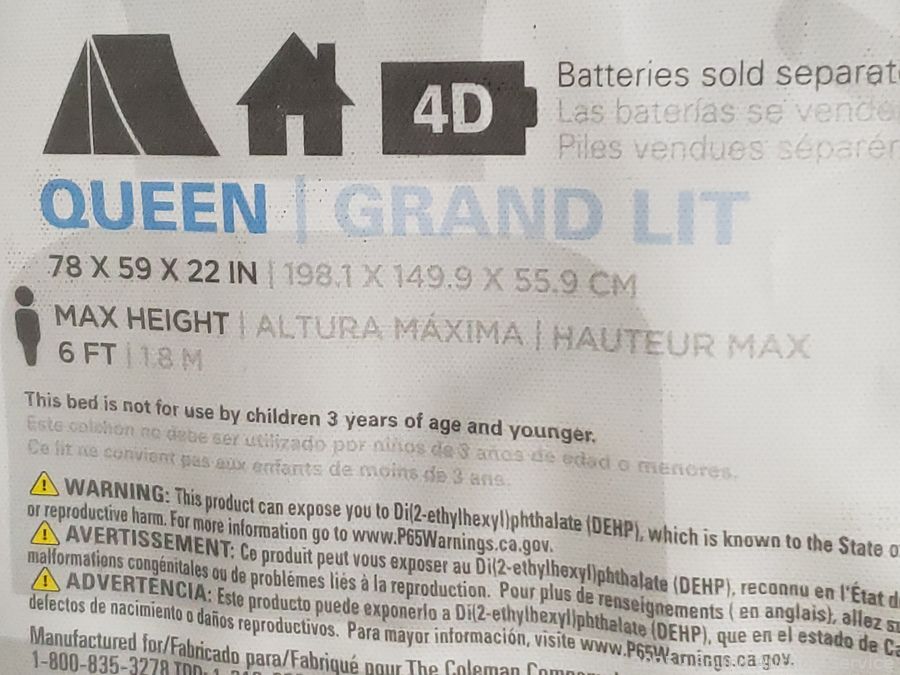 4D
Batteries sold separat
Las baterías se vende
Piles vendues séparé
QUEEN | GRAND LIT
78 X 59 X 22 IN | 198.1 X 149.9 X 55.9 CM
MAX HEIGHT | ALTURA MÁXIMA | HAUTEUR MAX
6 FT | 1.8 M
This bed is not for use by children 3 years of age and younger.
Este colchon no debe ser utilizado por niños de 3 anos de edad o menores.
Ce lit ne convient pas aux enfants de moins de 3 ans.
WARNING: This product can expose you to Di(2-ethylhexyl)phthalate (DEHP), which is known to the State o
or reproductive harm. For more information go to www.P65Warnings.ca.gov.
AVERTISSEMENT: Ce produit peut vous exposer au Di(2-ethylhexyl)phthalate (DEHP), reconnu en l'État d
malformations congénitales ou de problèmes liés à la reproduction. Pour plus de renseignements ( en anglais), allez su
ADVERTENCIA: Este producto puede exponerlo a Di(2-ethylhexyl)phthalate (DEHP), que en el estado de Ca
defectos de nacimiento o daños reproductivos. Para mayor información, visite www.P65Warnings.ca.gov.
Manufactured for/Fabricado para/Fabriqué pour The Coleman Company
1-800-835-3278 TDD: